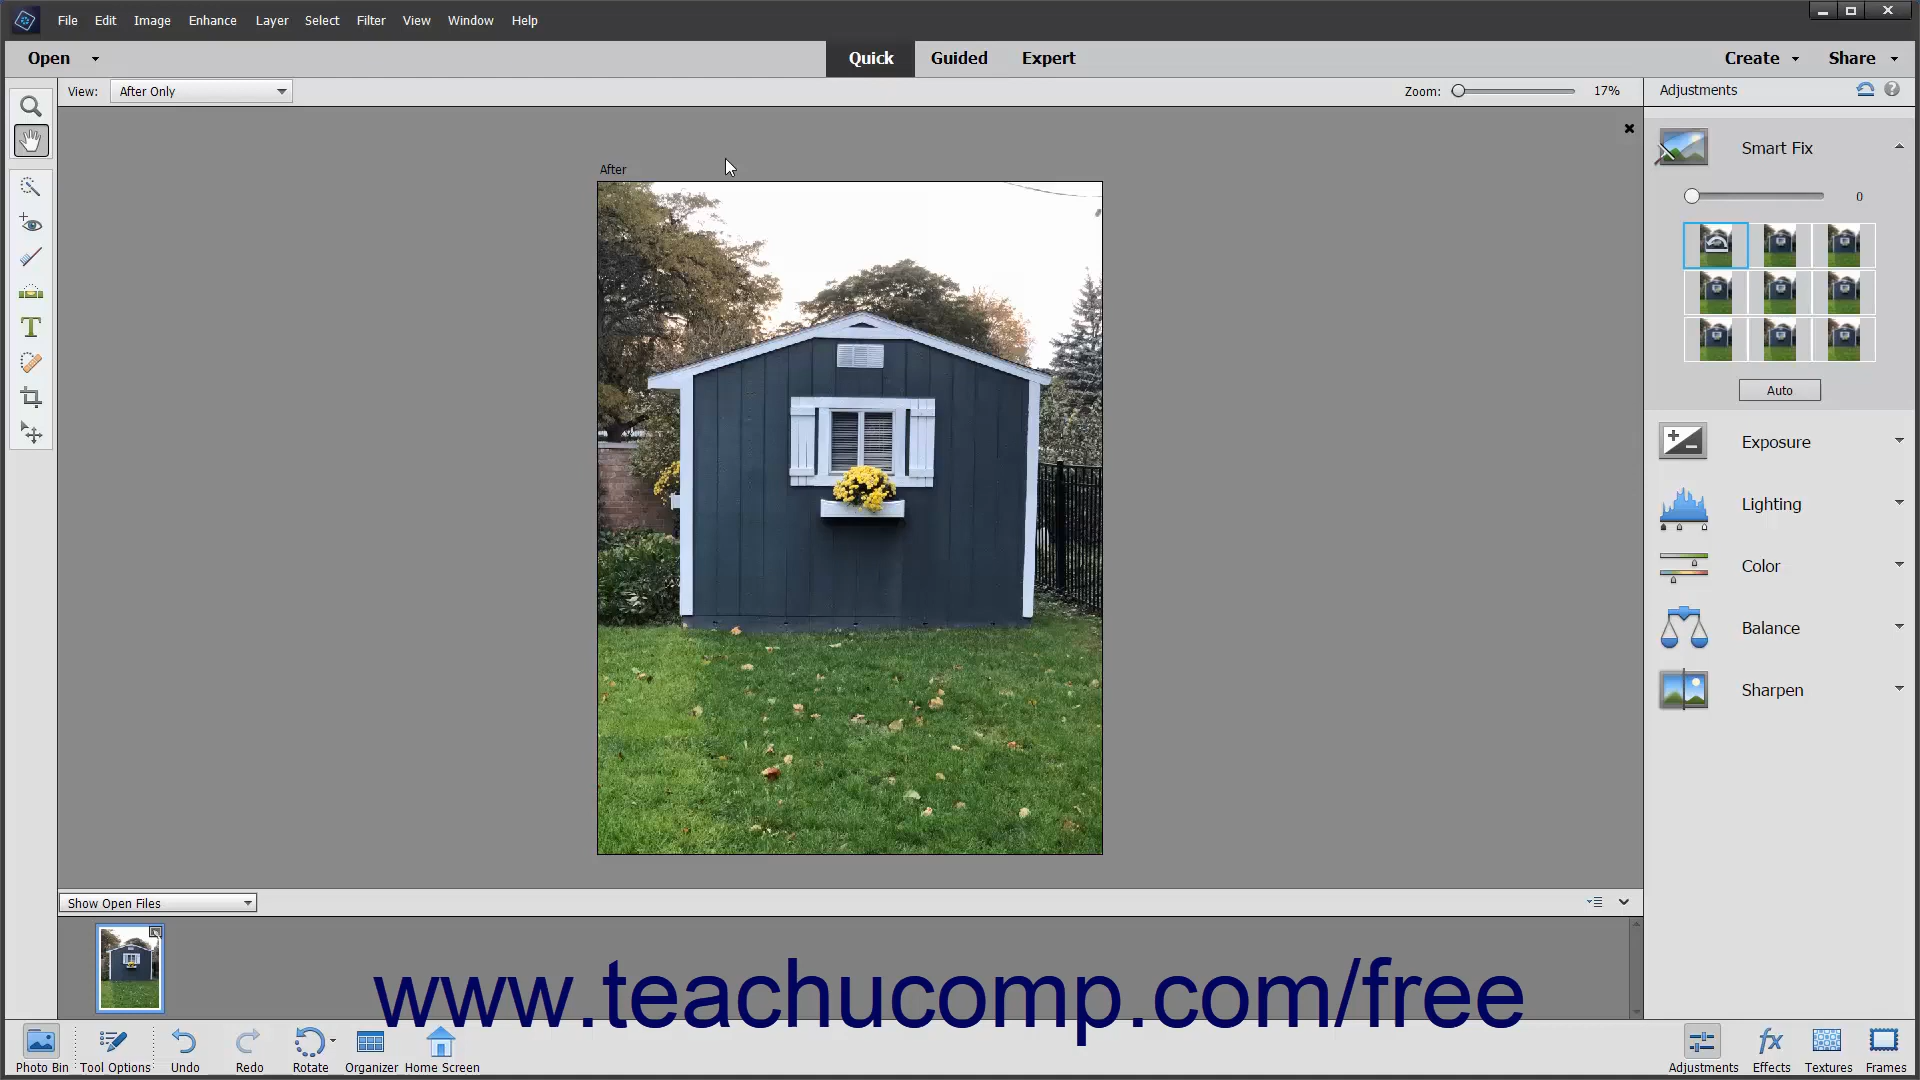 File Edit Image Enhance Layer Select Filter View Window Help
Open Quick Guided Expert Create Share
View: After Only Zoom: 17% Adjustments
After
Smart Fix
0
Auto
Exposure
Lighting
Color
Balance
Sharpen
Show Open Files
www.teachucomp.com/free
Photo Bin Tool Options Undo Redo Rotate Organizer Home Screen Adjustments Effects Textures Frames